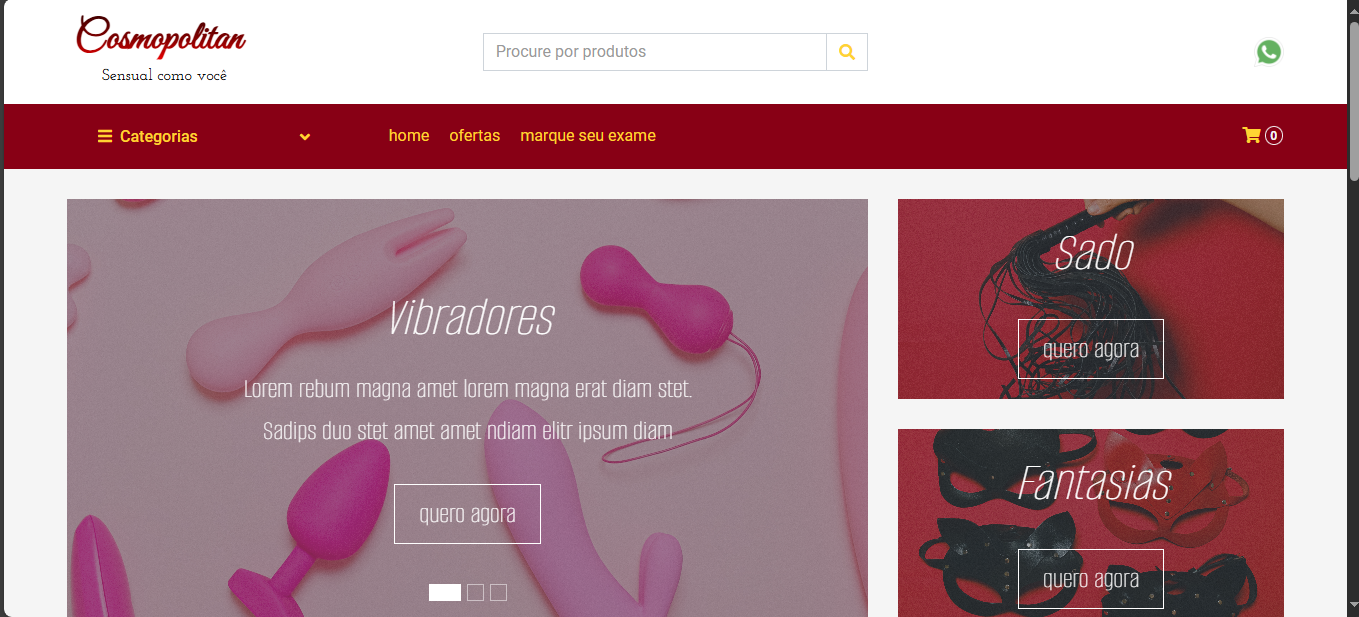 Cosmopolitan
Sensual como você
Procure por produtos
Categorias
home ofertas marque seu exame
0
Vibradores
Lorem rebum magna amet lorem magna erat diam stet.
Sadips duo stet amet amet ndiam elitr ipsum diam
quero agora
Sado
quero agora
Fantasias
quero agora